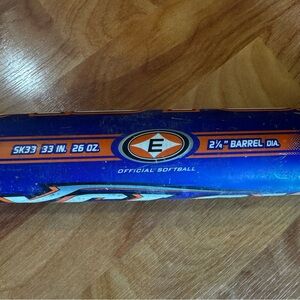 SK33 33 IN. 26 OZ. E 2¼" BARREL DIA.
OFFICIAL SOFTBALL